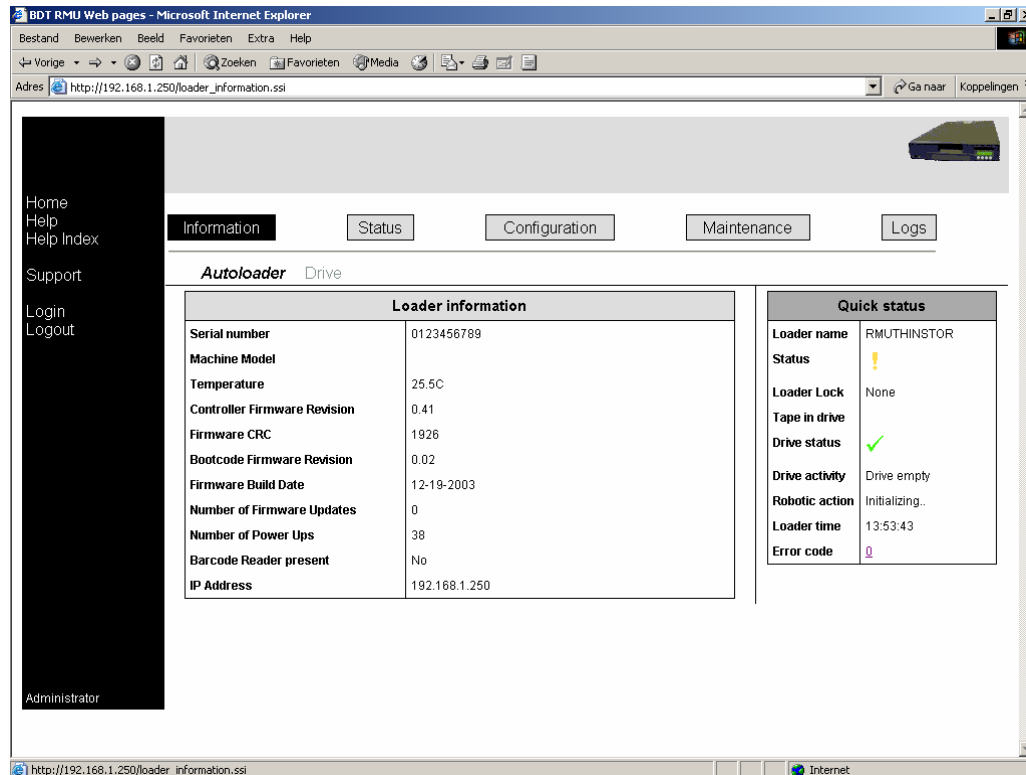 BDT RMU Web pages - Microsoft Internet Explorer
Bestand Bewerken Beeld Favorieten Extra Help
Vorige Zoeken Favorieten Media
Adres http://192.168.1.250/loader_information.ssi Ga naar Koppelingen
Home
Help
Help Index
Support
Login
Logout
Administrator
Information Status Configuration Maintenance Logs
Autoloader Drive
Loader information
Serial number 0123456789
Machine Model
Temperature 25.5C
Controller Firmware Revision 0.41
Firmware CRC 1926
Bootcode Firmware Revision 0.02
Firmware Build Date 12-19-2003
Number of Firmware Updates 0
Number of Power Ups 38
Barcode Reader present No
IP Address 192.168.1.250
Quick status
Loader name RMUTHINSTOR
Status
Loader Lock None
Tape in drive
Drive status
Drive activity Drive empty
Robotic action Initializing..
Loader time 13:53:43
Error code 0
http://192.168.1.250/loader_information.ssi Internet